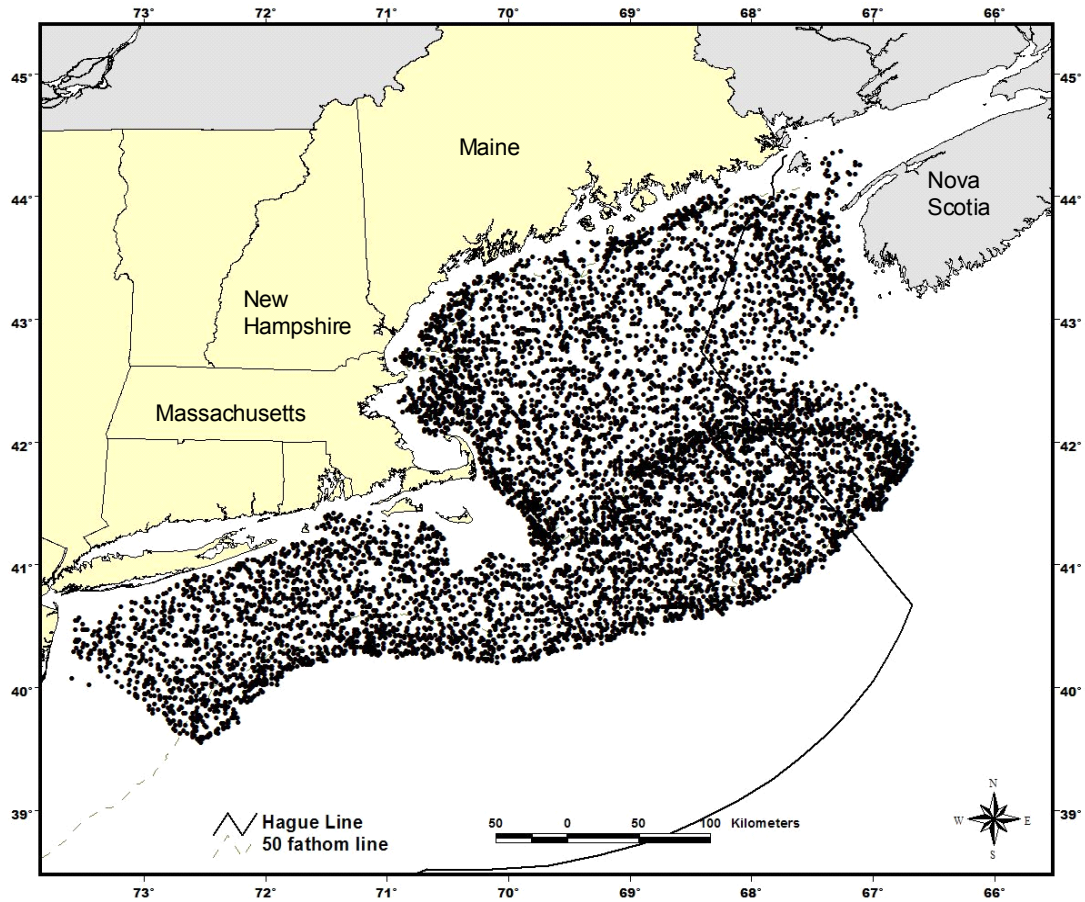 73° 72° 71° 70° 69° 68° 67° 66°
45° 45°
Maine
44° 44°
Nova
Scotia
43° 43°
New
Hampshire
Massachusetts
42° 42°
41° 41°
40° 40°
39° 39°
Hague Line
50 fathom line
50 0 50 100 Kilometers
N
W E
S
73° 72° 71° 70° 69° 68° 67° 66°